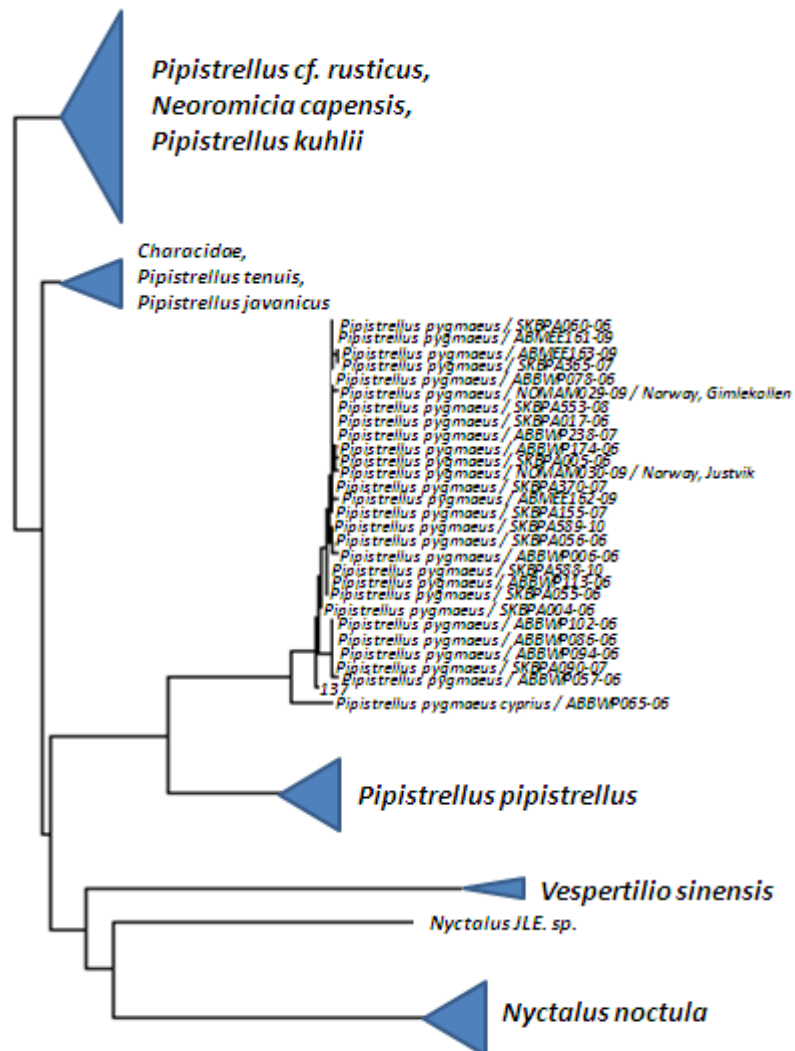 Pipistrellus cf. rusticus,
Neoromicia capensis,
Pipistrellus kuhlii
Characidae,
Pipistrellus tenuis,
Pipistrellus javanicus
Pipistrellus pygmaeus / SKBPA060-06
Pipistrellus pygmaeus / ABMEE161-09
Pipistrellus pygmaeus / ABMEE163-09
Pipistrellus pygmaeus / SKBPA365-07
Pipistrellus pygmaeus / ABBWP078-06
Pipistrellus pygmaeus / NOMAM029-09 / Norway, Gimlekollen
Pipistrellus pygmaeus / SKBPA553-08
Pipistrellus pygmaeus / SKBPA017-06
Pipistrellus pygmaeus / ABBWP238-07
Pipistrellus pygmaeus / ABBWP174-06
Pipistrellus pygmaeus / SKBPA005-06
Pipistrellus pygmaeus / NOMAM030-09 / Norway, Justvik
Pipistrellus pygmaeus / SKBPA370-07
Pipistrellus pygmaeus / ABMEE162-09
Pipistrellus pygmaeus / SKBPA155-07
Pipistrellus pygmaeus / SKBPA589-10
Pipistrellus pygmaeus / SKBPA056-06
Pipistrellus pygmaeus / ABBWP006-06
Pipistrellus pygmaeus / SKBPA588-10
Pipistrellus pygmaeus / ABBWP113-06
Pipistrellus pygmaeus / SKBPA055-06
Pipistrellus pygmaeus / SKBPA004-06
Pipistrellus pygmaeus / ABBWP102-06
Pipistrellus pygmaeus / ABBWP086-06
Pipistrellus pygmaeus / ABBWP094-06
Pipistrellus pygmaeus / SKBPA090-07
Pipistrellus pygmaeus / ABBWP057-06
137
Pipistrellus pygmaeus cyprius / ABBWP065-06
Pipistrellus pipistrellus
Vespertilio sinensis
Nyctalus JLE. sp.
Nyctalus noctula